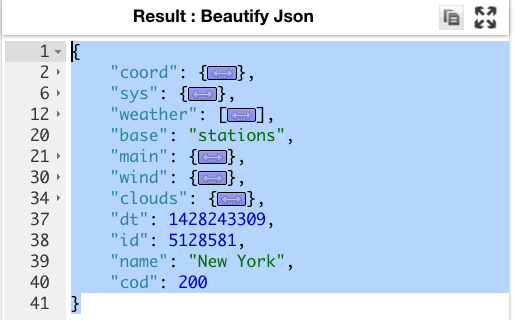 Result : Beautify Json
1 {
2 "coord": {},
6 "sys": {},
12 "weather": [],
20 "base": "stations",
21 "main": {},
30 "wind": {},
34 "clouds": {},
37 "dt": 1428243309,
38 "id": 5128581,
39 "name": "New York",
40 "cod": 200
41 }